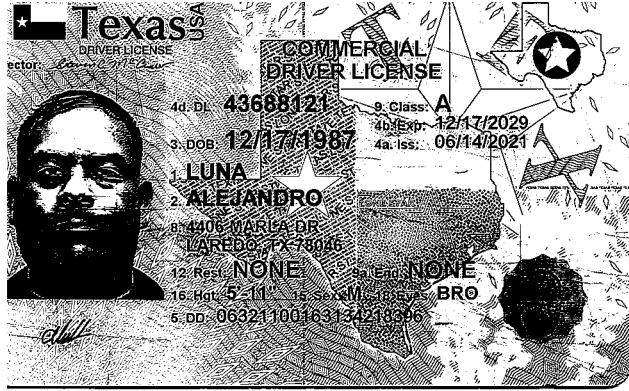 Texas USA
DRIVER LICENSE
COMMERCIAL
DRIVER LICENSE
ector:
4d. DL 43688121 9. Class: A
4b. Exp: 12/17/2029
3. DOB: 12/17/1987 4a. Iss: 06/14/2021
1. LUNA
2. ALEJANDRO
8. 4406 MARLA DR
LAREDO, TX 78046
12. Rest. NONE 9a. End. NONE
16. Hgt. 5'-11" 15. Sex M 18. Eyes BRO
5. DD: